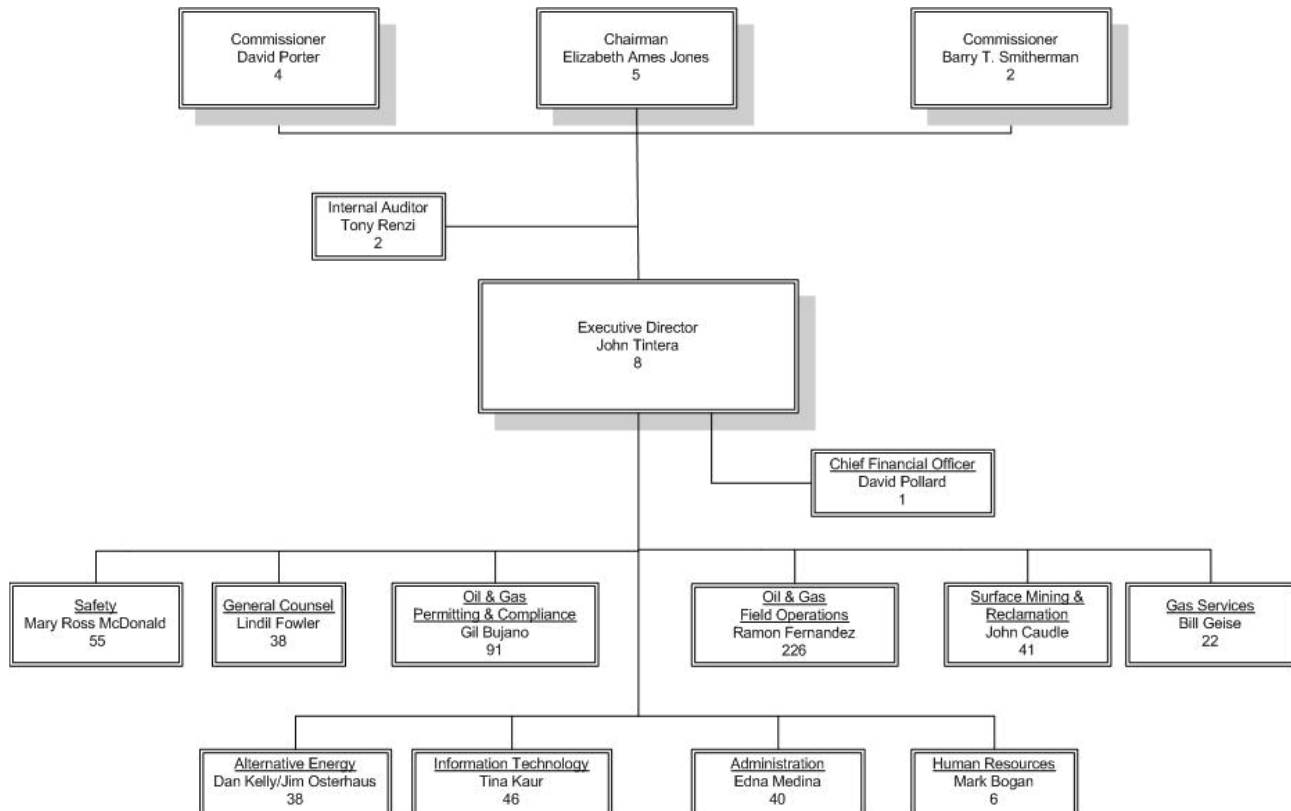 Commissioner
David Porter
4
Chairman
Elizabeth Ames Jones
5
Commissioner
Barry T. Smitherman
2
Internal Auditor
Tony Renzi
2
Executive Director
John Tintera
8
Chief Financial Officer
David Pollard
1
Safety
Mary Ross McDonald
55
General Counsel
Lindil Fowler
38
Oil & Gas
Permitting & Compliance
Gil Bujano
91
Oil & Gas
Field Operations
Ramon Fernandez
226
Surface Mining &
Reclamation
John Caudle
41
Gas Services
Bill Geise
22
Alternative Energy
Dan Kelly/Jim Osterhaus
38
Information Technology
Tina Kaur
46
Administration
Edna Medina
40
Human Resources
Mark Bogan
6